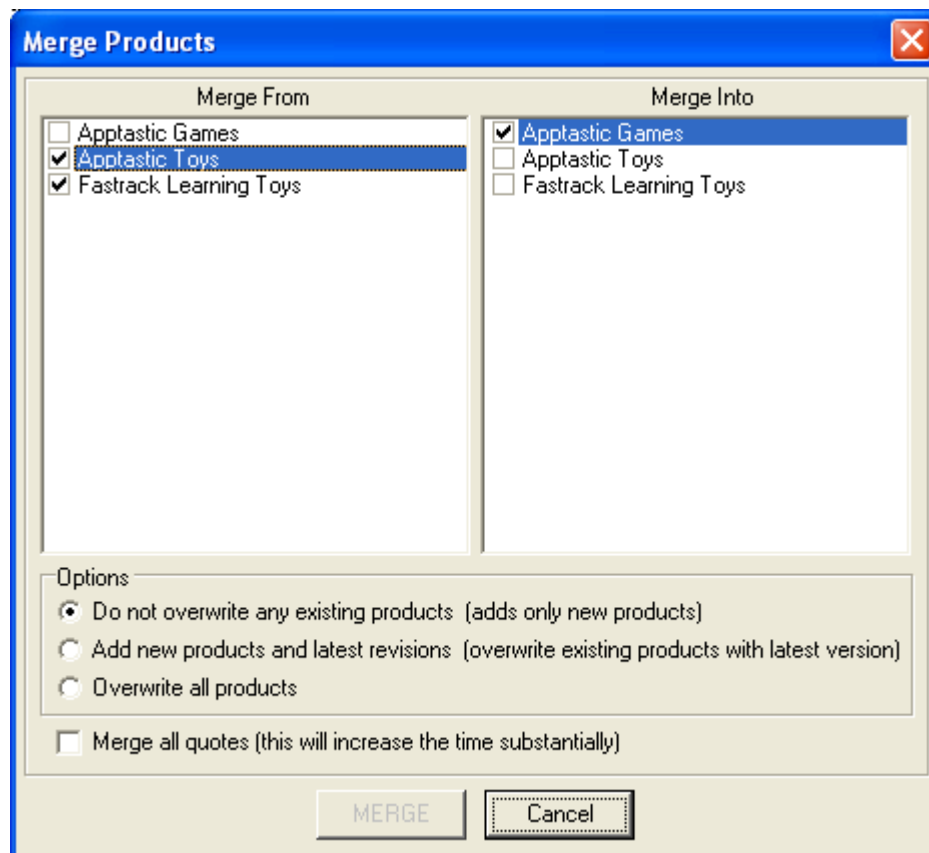 Merge Products
Merge From
Merge Into
Apptastic Games
Apptastic Toys
Fastrack Learning Toys
Apptastic Games
Apptastic Toys
Fastrack Learning Toys
Options
Do not overwrite any existing products (adds only new products)
Add new products and latest revisions (overwrite existing products with latest version)
Overwrite all products
Merge all quotes (this will increase the time substantially)
MERGE
Cancel